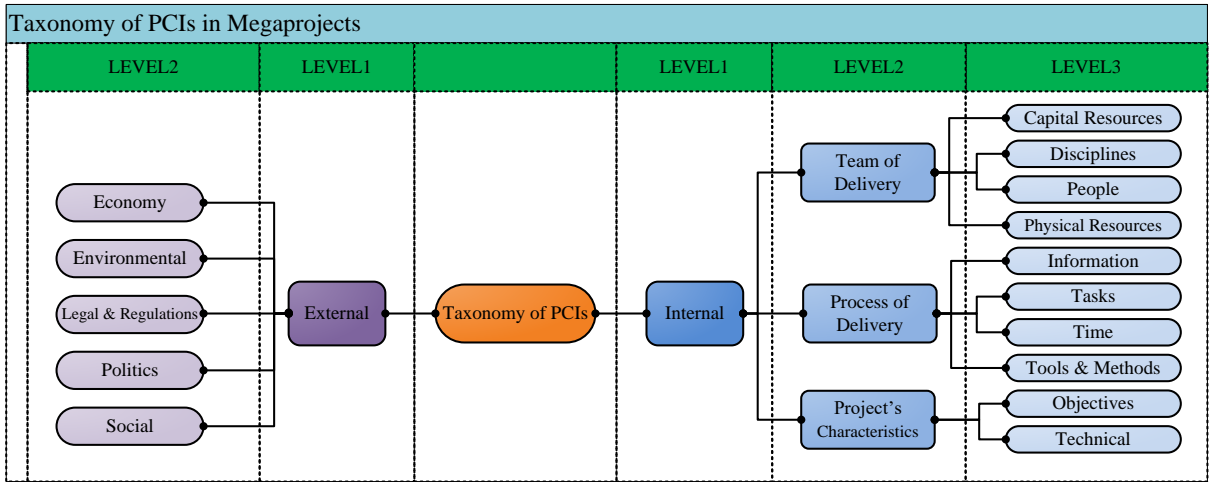 Taxonomy of PCIs in Megaprojects
LEVEL2
LEVEL1
LEVEL1
LEVEL2
LEVEL3
Economy
Environmental
Legal & Regulations
Politics
Social
External
Taxonomy of PCIs
Internal
Team of
Delivery
Process of
Delivery
Project’s
Characteristics
Capital Resources
Disciplines
People
Physical Resources
Information
Tasks
Time
Tools & Methods
Objectives
Technical